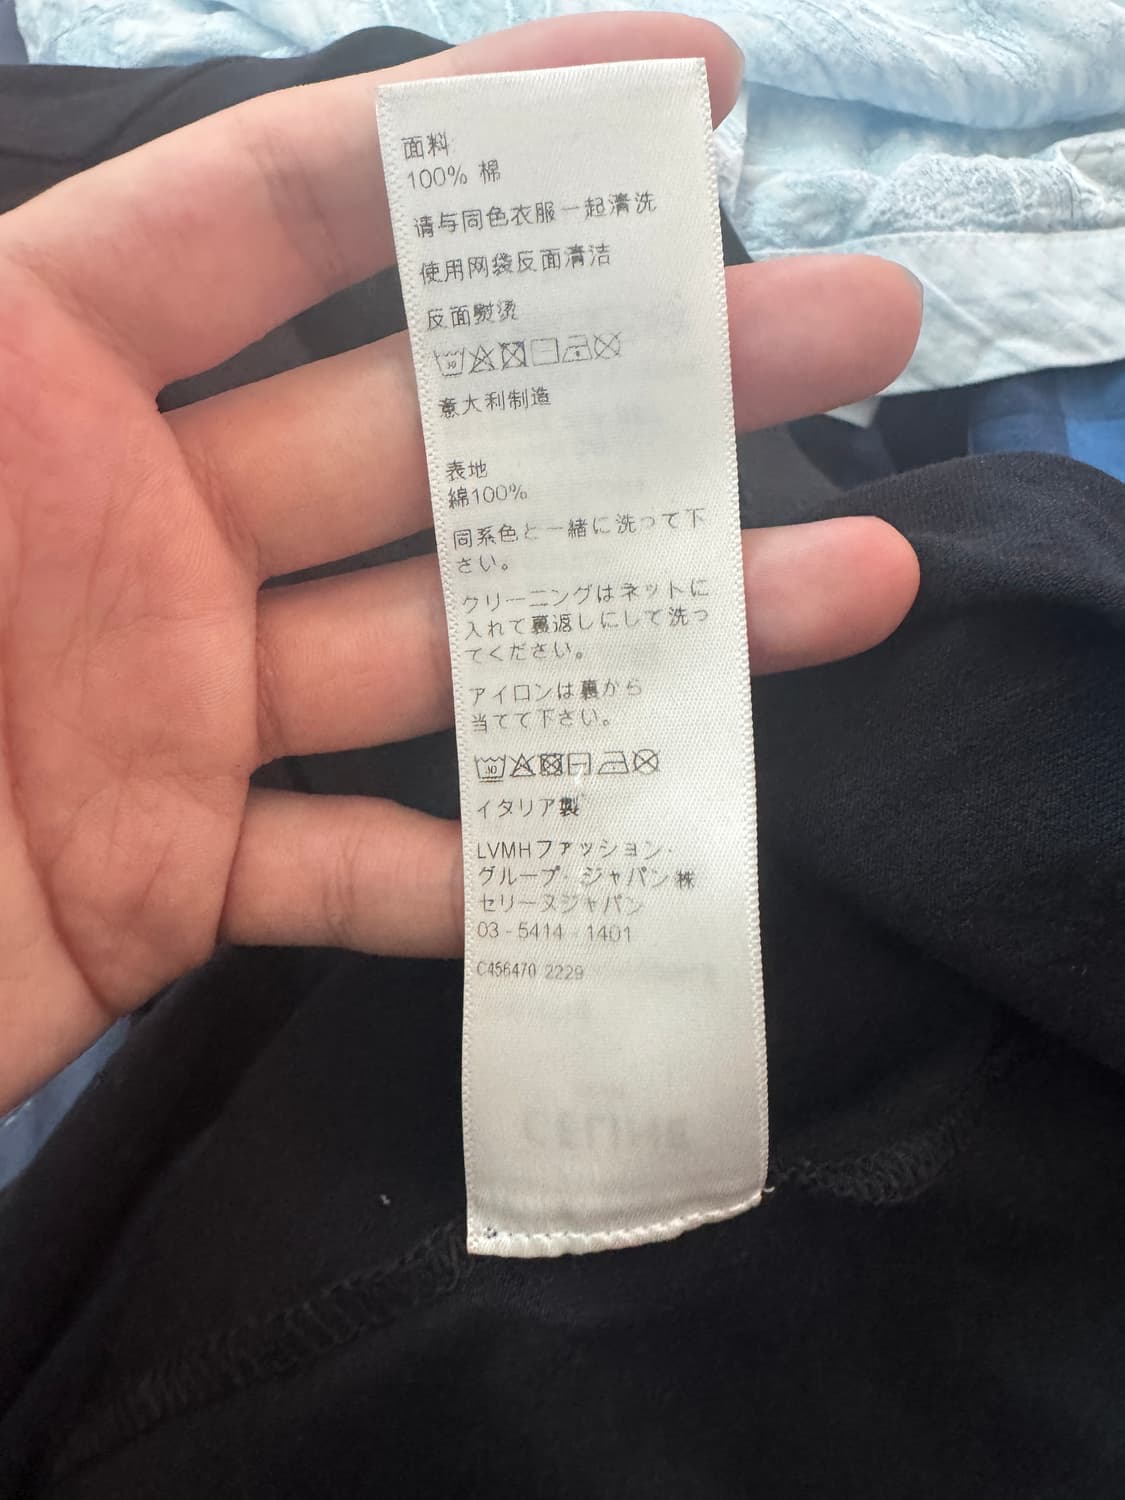 面料
100% 棉
请与同色衣服一起清洗
使用网袋反面清洁
反面熨烫
30
意大利制造
表地
綿100%
同系色と一緒に洗って下
さい。
クリーニングはネットに
入れて裏返しにして洗っ
てください。
アイロンは裏から
当てて下さい。
30
イタリア製
LVMHファッション·
グループ· ジャパン㈱
セリーヌジャパン
03 - 5414 - 1401
C456470 2229
CELINE